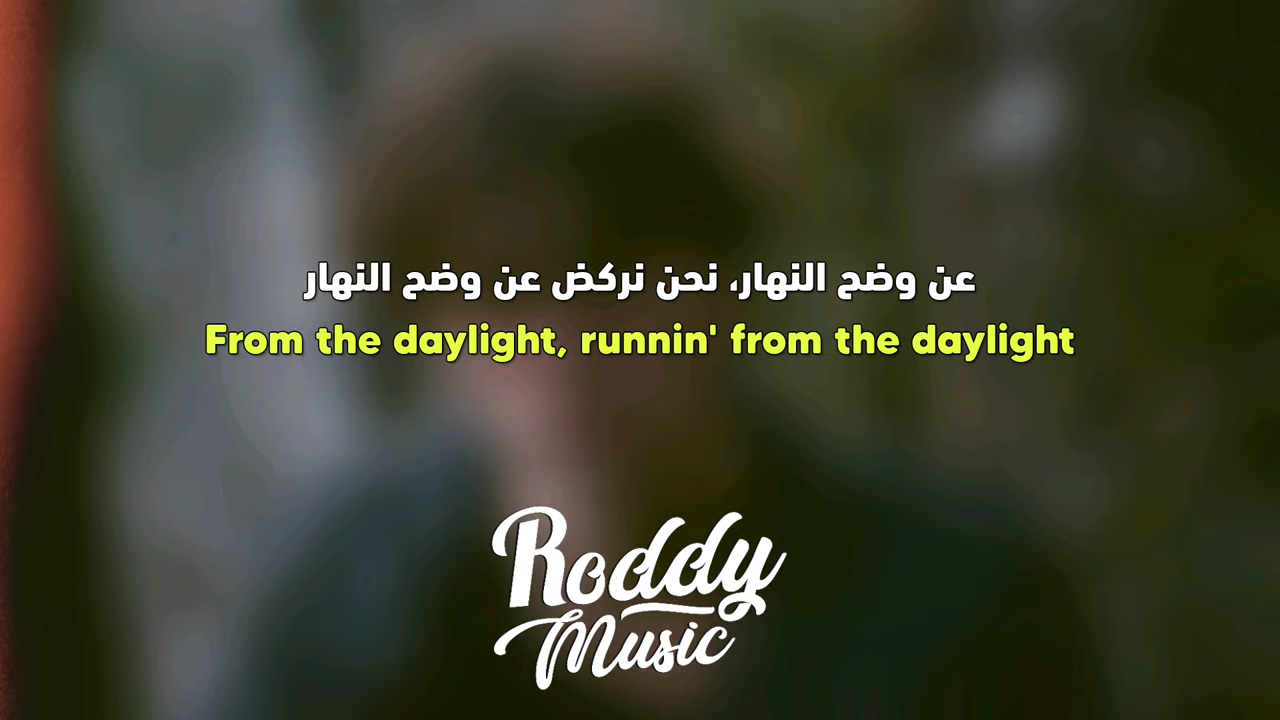 عن وضح النهار، نحن نركض عن وضح النهار
From the daylight, runnin' from the daylight
Roddy
Music